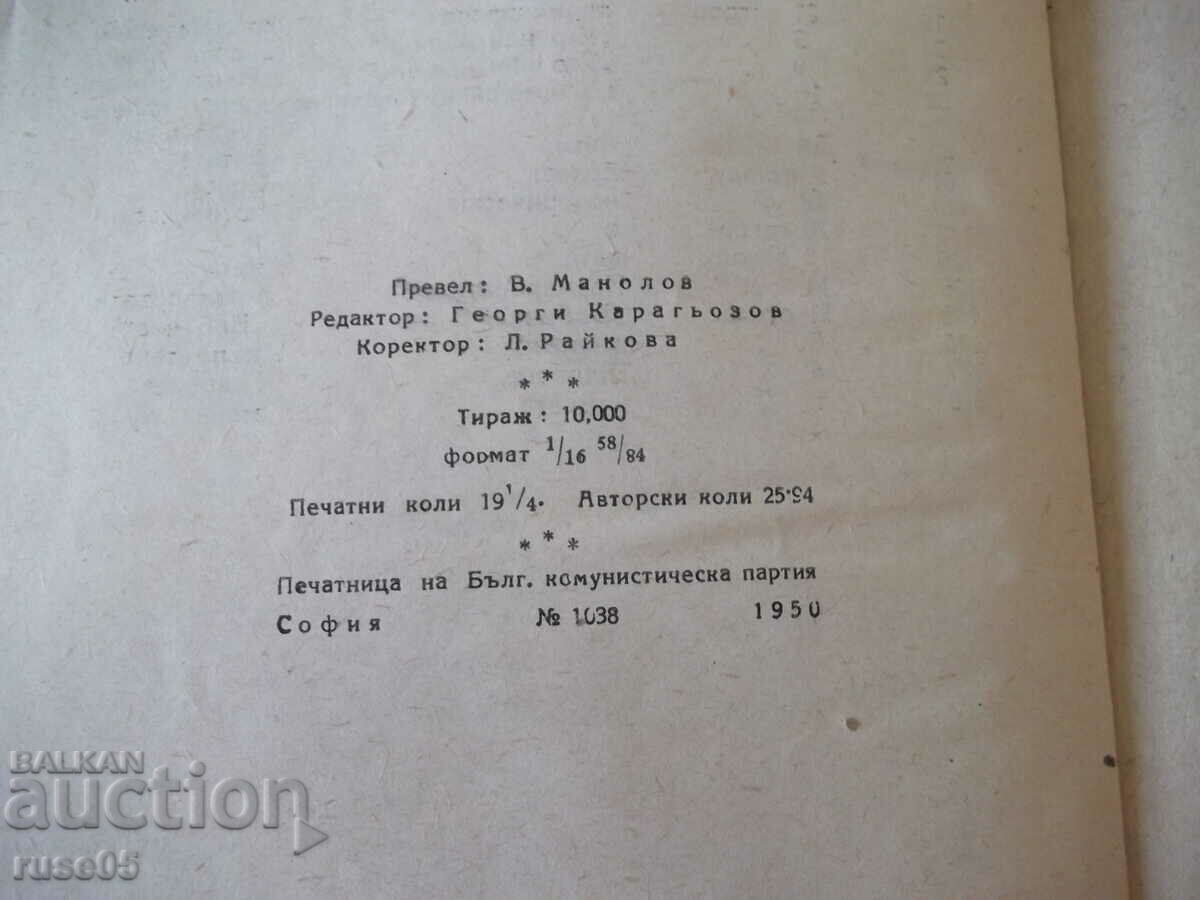 Превел: В. Манолов
Редактор: Георги Карагьозов
Коректор: Л. Райкова
* * *
Тираж: 10,000
формат 1/16 58/84
Печатни коли 19 1/4. Авторски коли 25·94
* * *
Печатница на Бълг. комунистическа партия
София № 1038 1950
BALKAN
auction
ruse05